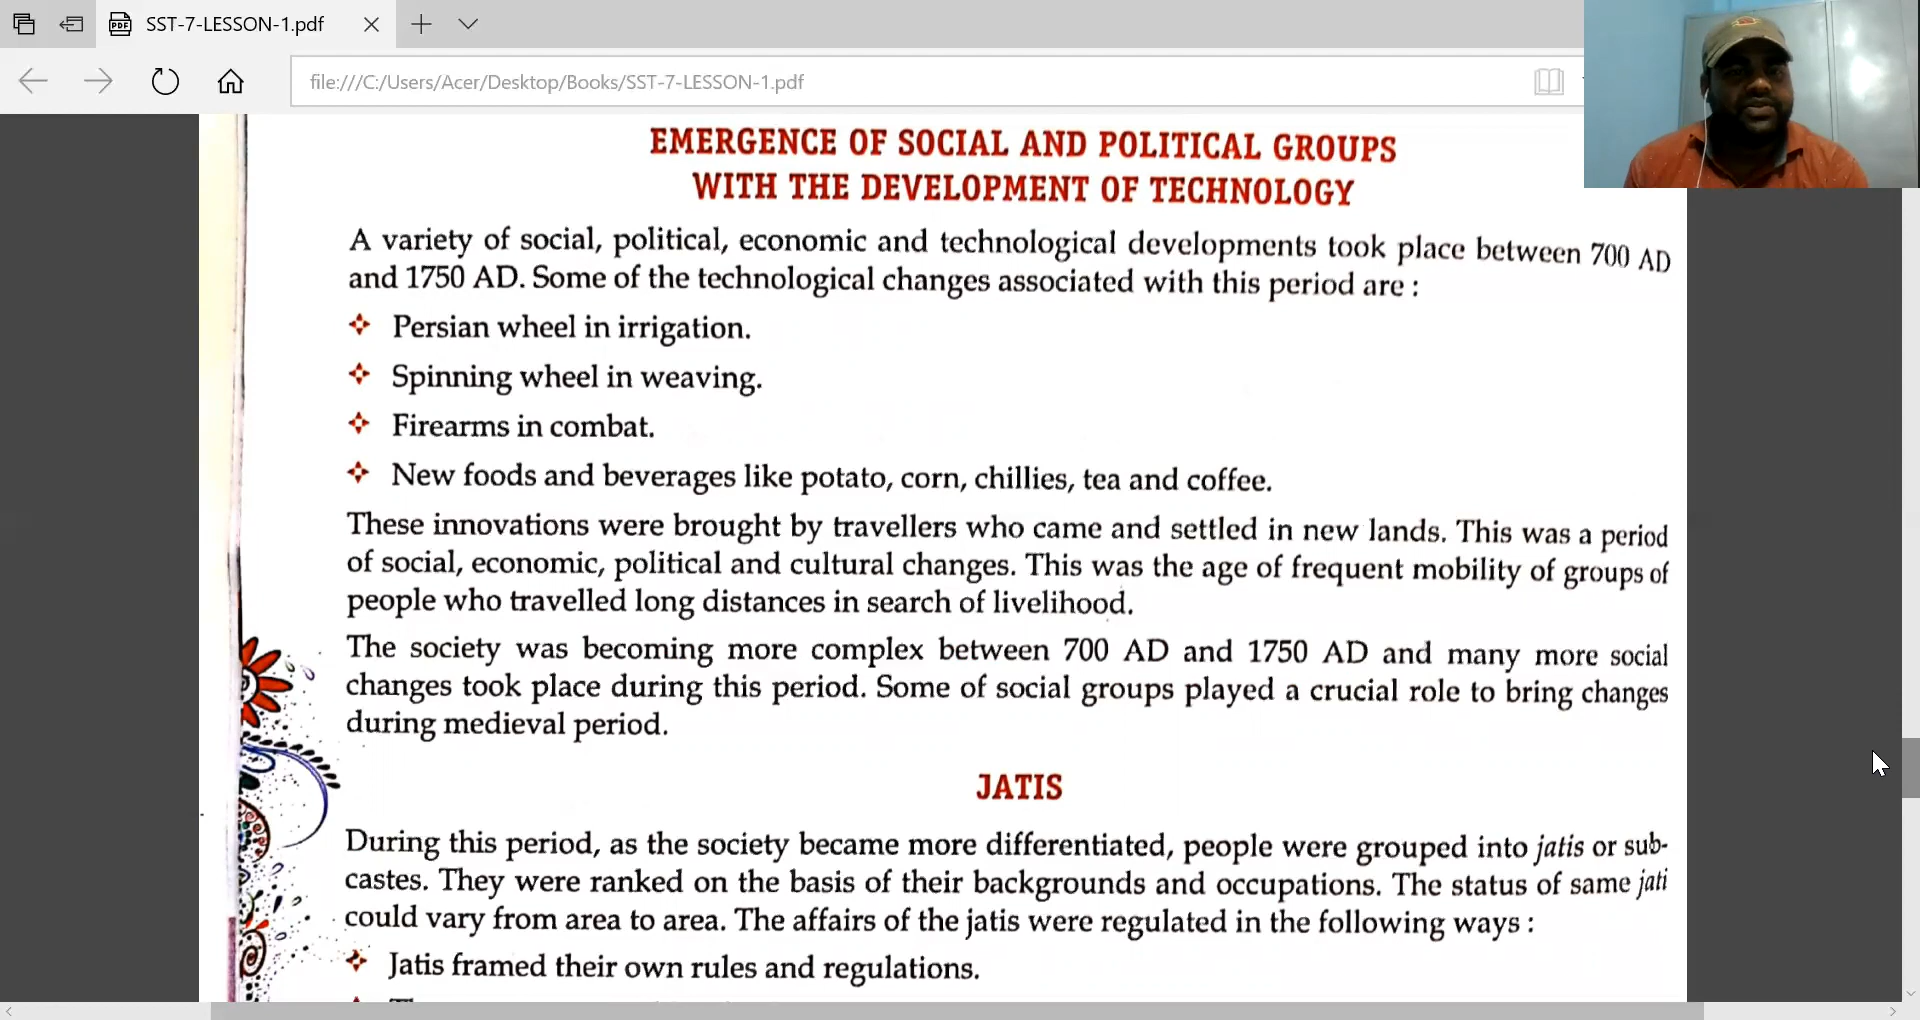 SST-7-LESSON-1.pdf
file:///C:/Users/Acer/Desktop/Books/SST-7-LESSON-1.pdf
EMERGENCE OF SOCIAL AND POLITICAL GROUPS
WITH THE DEVELOPMENT OF TECHNOLOGY
A variety of social, political, economic and technological developments took place between 700 AD
and 1750 AD. Some of the technological changes associated with this period are :
Persian wheel in irrigation.
Spinning wheel in weaving.
Firearms in combat.
New foods and beverages like potato, corn, chillies, tea and coffee.
These innovations were brought by travellers who came and settled in new lands. This was a period
of social, economic, political and cultural changes. This was the age of frequent mobility of groups of
people who travelled long distances in search of livelihood.
The society was becoming more complex between 700 AD and 1750 AD and many more social
changes took place during this period. Some of social groups played a crucial role to bring changes
during medieval period.
JATIS
During this period, as the society became more differentiated, people were grouped into jatis or sub-
castes. They were ranked on the basis of their backgrounds and occupations. The status of same jati
could vary from area to area. The affairs of the jatis were regulated in the following ways :
Jatis framed their own rules and regulations.